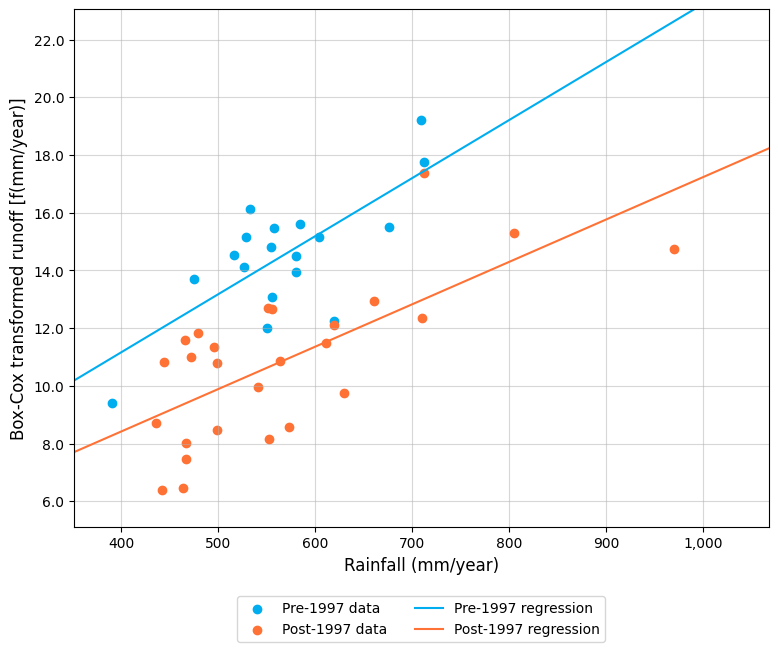 Box-Cox transformed runoff [f(mm/year)]
22.0
20.0
18.0
16.0
14.0
12.0
10.0
8.0
6.0
400 500 600 700 800 900 1,000
Rainfall (mm/year)
Pre-1997 data Pre-1997 regression
Post-1997 data Post-1997 regression